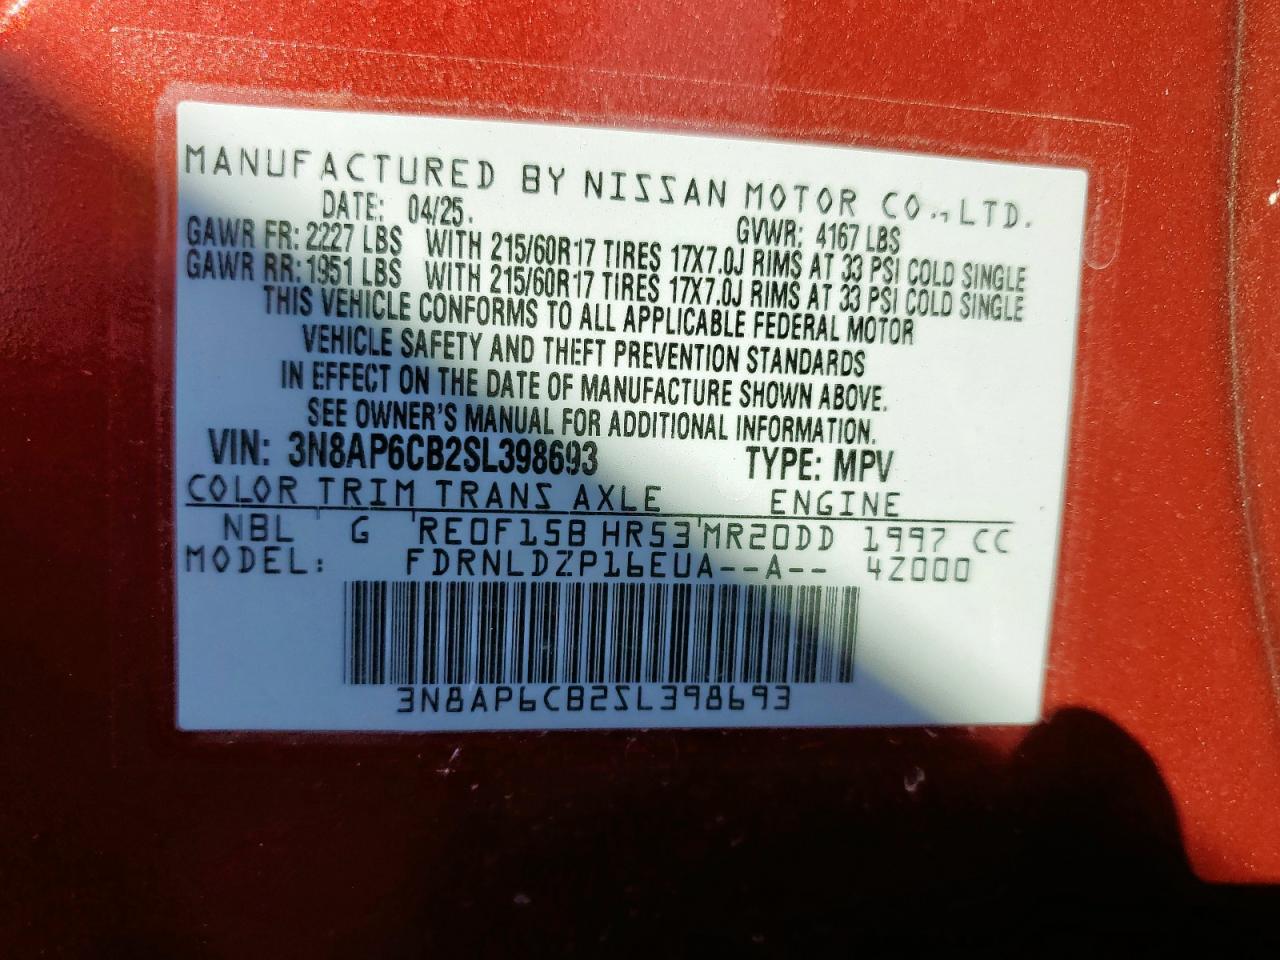 MANUFACTURED BY NISSAN MOTOR CO., LTD.
DATE: 04/25. GVWR: 4167 LBS
GAWR FR: 2227 LBS WITH 215/60R17 TIRES 17X7.0J RIMS AT 33 PSI COLD SINGLE
GAWR RR: 1951 LBS WITH 215/60R17 TIRES 17X7.0J RIMS AT 33 PSI COLD SINGLE
THIS VEHICLE CONFORMS TO ALL APPLICABLE FEDERAL MOTOR
VEHICLE SAFETY AND THEFT PREVENTION STANDARDS
IN EFFECT ON THE DATE OF MANUFACTURE SHOWN ABOVE.
SEE OWNER'S MANUAL FOR ADDITIONAL INFORMATION.
VIN: 3N8AP6CB2SL398693 TYPE: MPV
COLOR TRIM TRANS AXLE ENGINE
NBL G RE0F15B HR53 MR20DD 1997 CC
MODEL: FDRNLDZP16EUA--A-- 4Z000
3N8AP6CB2SL398693